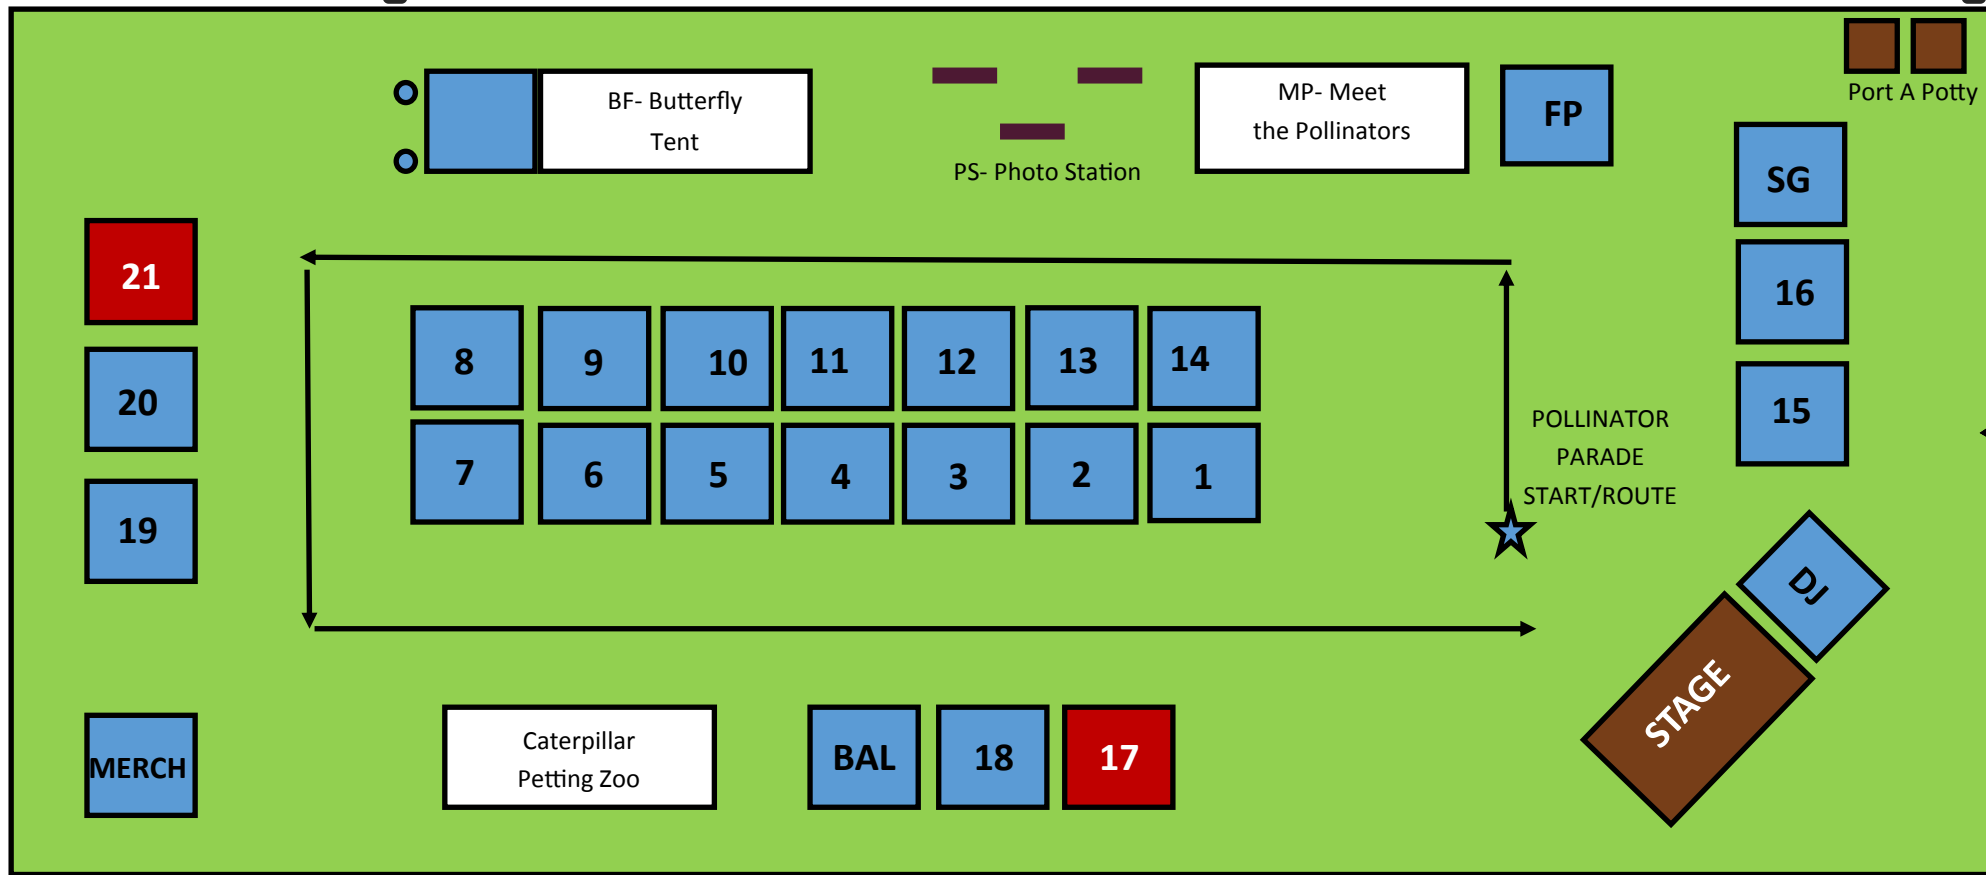 Port A Potty
BF- Butterfly
Tent
MP- Meet
the Pollinators
FP
PS- Photo Station
SG
21
16
8
9
10
11
12
13
14
20
15
POLLINATOR
PARADE
START/ROUTE
7
6
5
4
3
2
1
19
DJ
STAGE
MERCH
Caterpillar
Petting Zoo
BAL
18
17